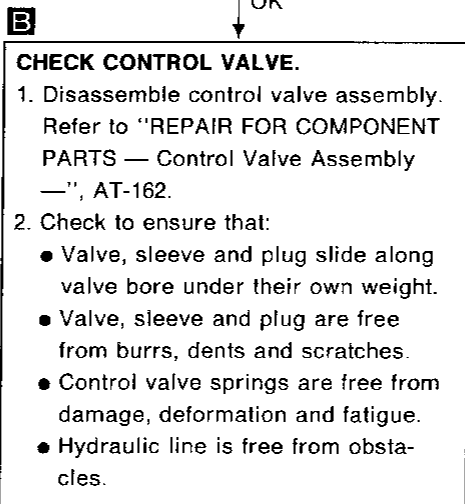 OK
B
CHECK CONTROL VALVE.
1. Disassemble control valve assembly.
Refer to "REPAIR FOR COMPONENT
PARTS — Control Valve Assembly
—", AT-162.
2. Check to ensure that:
● Valve, sleeve and plug slide along
valve bore under their own weight.
● Valve, sleeve and plug are free
from burrs, dents and scratches.
● Control valve springs are free from
damage, deformation and fatigue.
● Hydraulic line is free from obsta-
cles.